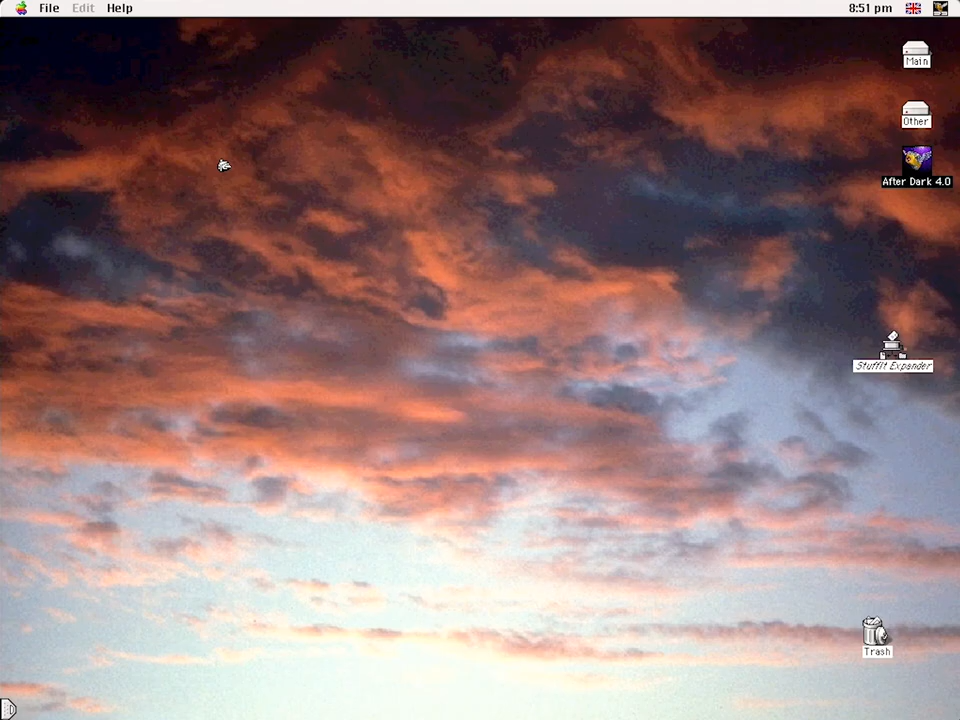 File Edit Help 8:51 pm
Main
Other
After Dark 4.0
StuffIt Expander
Trash